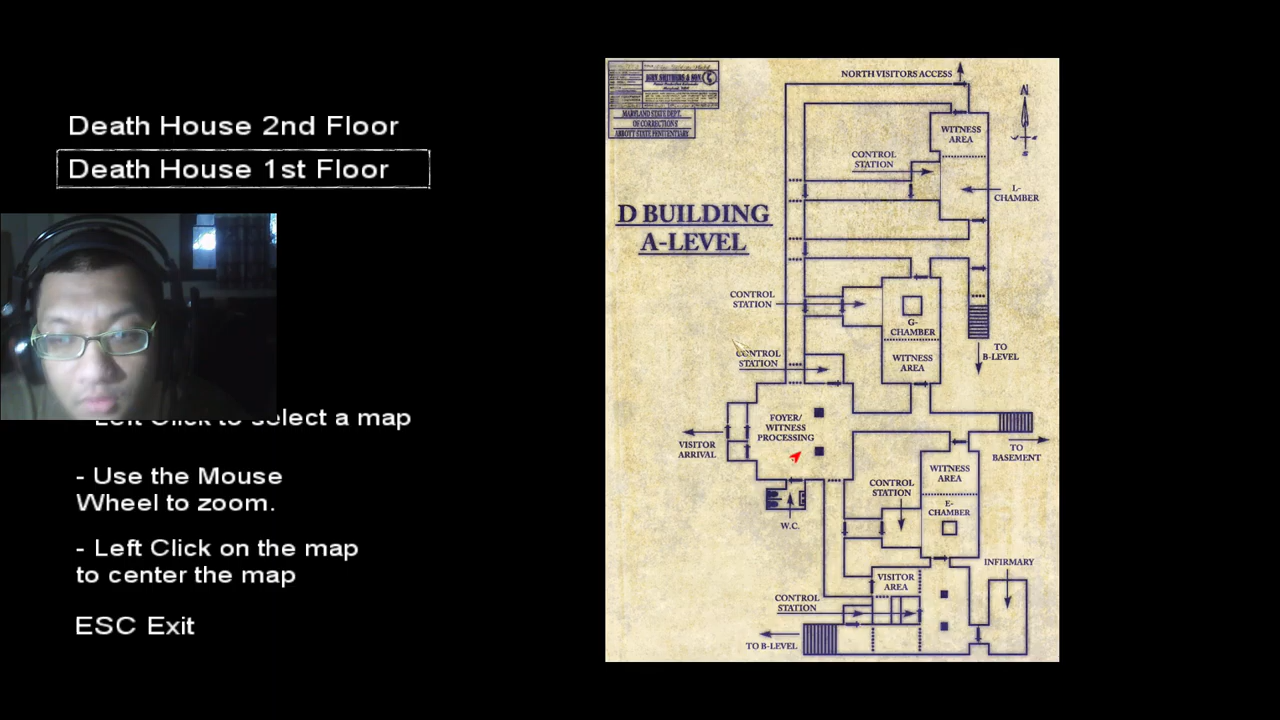 Death House 2nd Floor
Death House 1st Floor
- Left Click to select a map
- Use the Mouse
Wheel to zoom.
- Left Click on the map
to center the map
ESC Exit
JOHN SMITHERS & SON
MARYLAND STATE DEPT.
OF CORRECTIONS
ABBOTT STATE PENITENTIARY
D BUILDING
A-LEVEL
NORTH VISITORS ACCESS
N
S
WITNESS
AREA
CONTROL
STATION
L-
CHAMBER
CONTROL
STATION
G-
CHAMBER
TO
B-LEVEL
CONTROL
STATION
WITNESS
AREA
FOYER/
WITNESS
PROCESSING
VISITOR
ARRIVAL
TO
BASEMENT
WITNESS
AREA
CONTROL
STATION
E-
CHAMBER
W.C.
INFIRMARY
VISITOR
AREA
CONTROL
STATION
TO B-LEVEL